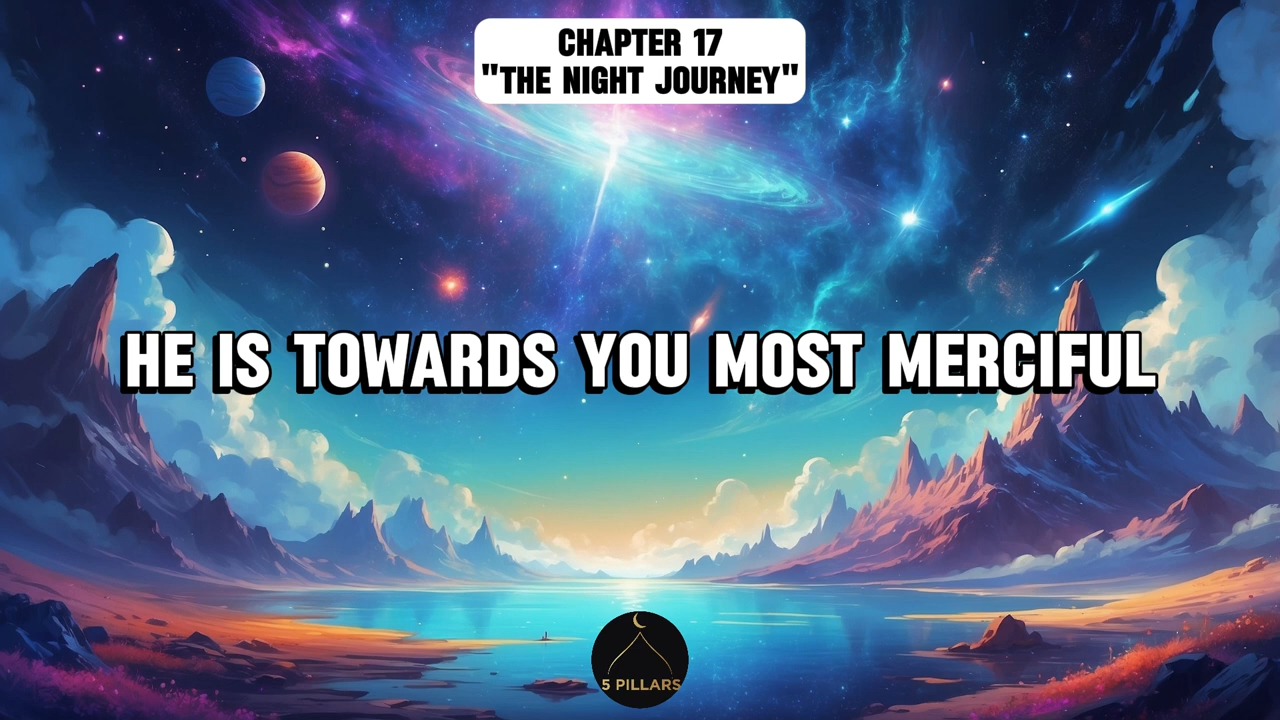 CHAPTER 17
"THE NIGHT JOURNEY"
HE IS TOWARDS YOU MOST MERCIFUL
5 PILLARS